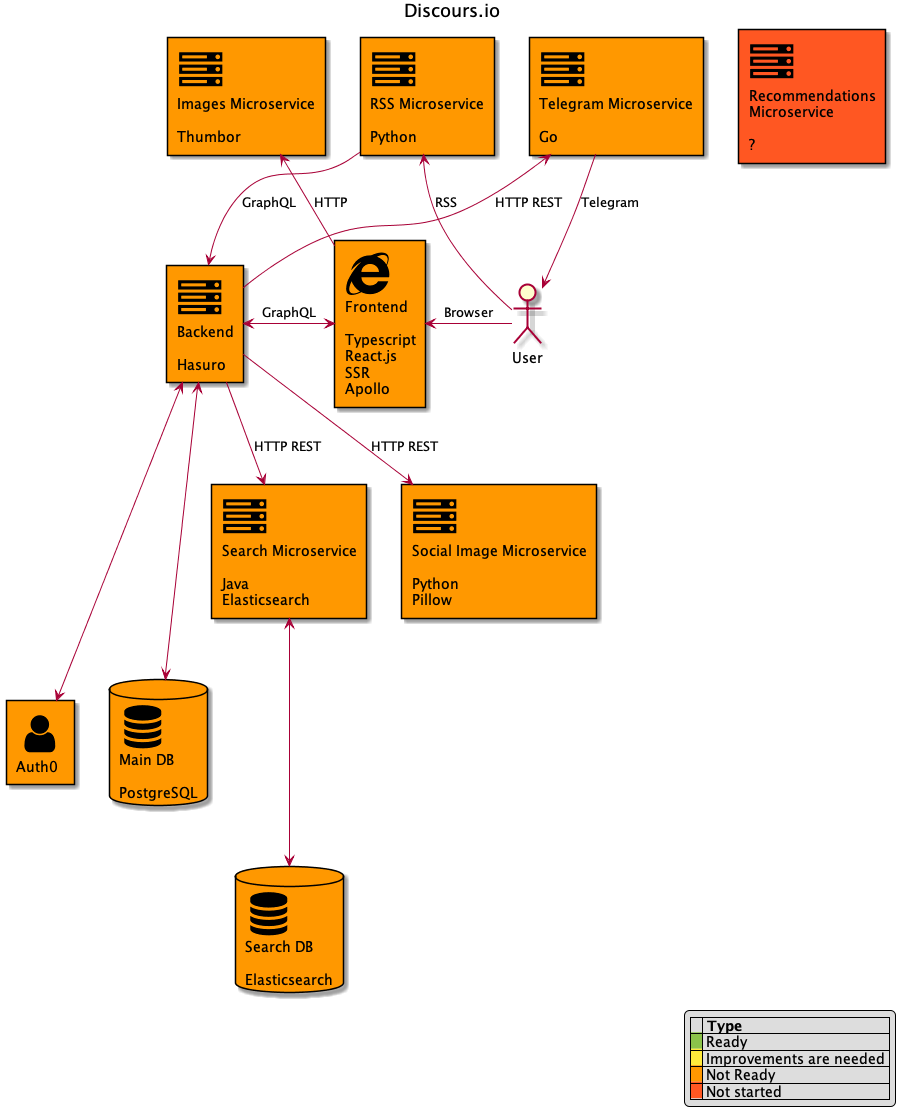 Discours.io
Images Microservice
Thumbor
RSS Microservice
Python
Telegram Microservice
Go
Recommendations
Microservice
?
GraphQL
HTTP
RSS
HTTP REST
Telegram
Backend
Hasuro
GraphQL
Frontend
Typescript
React.js
SSR
Apollo
Browser
User
HTTP REST
HTTP REST
Search Microservice
Java
Elasticsearch
Social Image Microservice
Python
Pillow
Auth0
Main DB
PostgreSQL
Search DB
Elasticsearch
Type
Ready
Improvements are needed
Not Ready
Not started